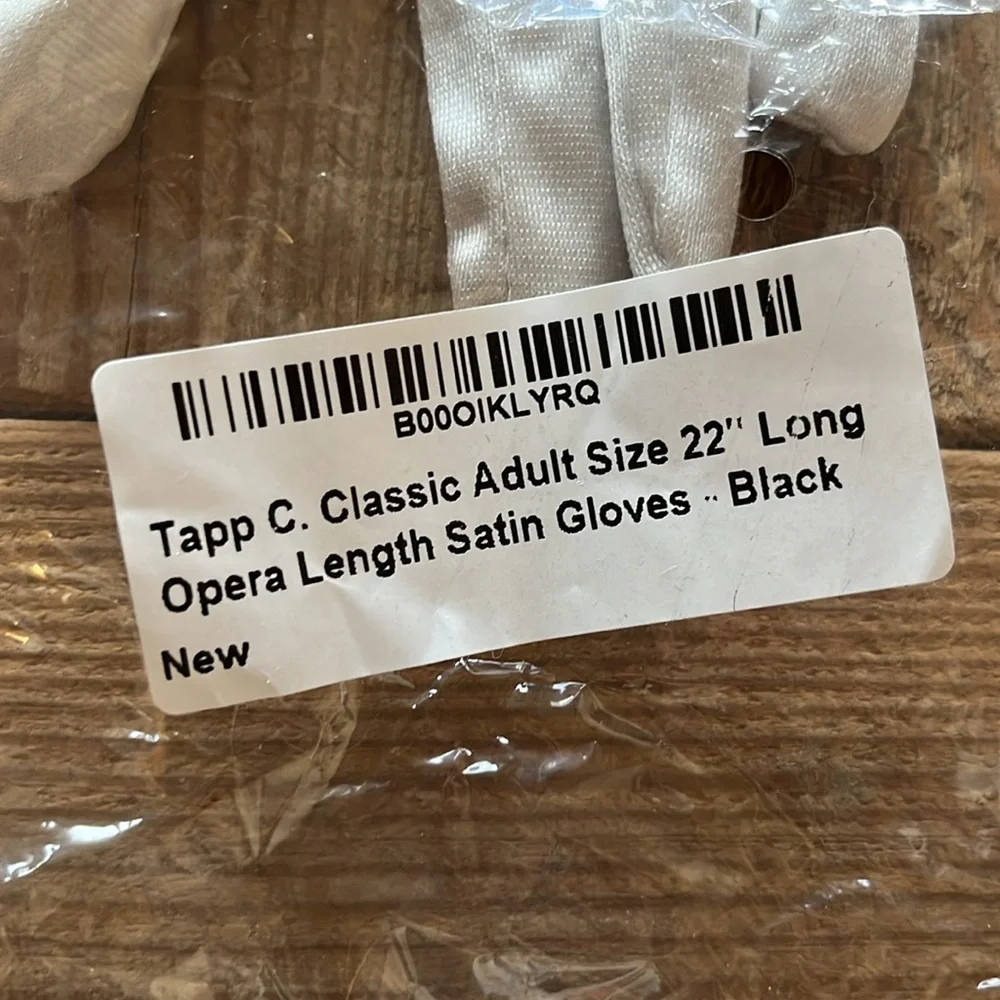 B00OIKLYRQ
Tapp C. Classic Adult Size 22" Long
Opera Length Satin Gloves - Black
New